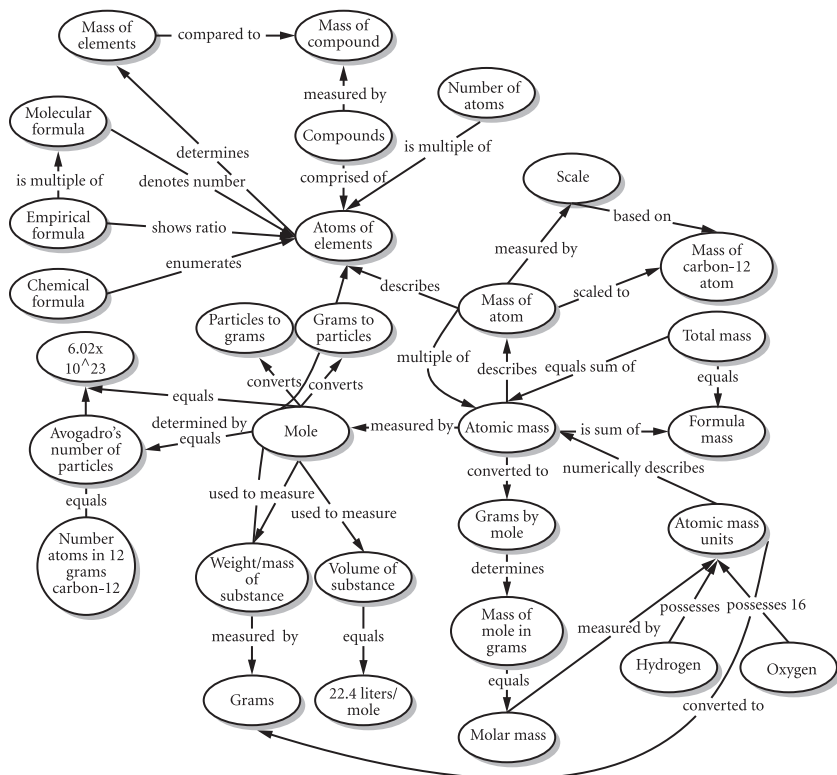 Mass of
elements
compared to
Mass of
compound
measured by
Number of
atoms
Molecular
formula
Compounds
determines
is multiple of
denotes number
comprised of
is multiple of
Scale
Empirical
formula
shows ratio
Atoms of
elements
based on
measured by
Mass of
carbon-12
atom
enumerates
Chemical
formula
describes
Mass of
atom
scaled to
Particles to
grams
Grams to
particles
Total mass
6.02x
10^23
multiple of
describes
equals sum of
equals
converts
converts
equals
determined by
equals
Mole
measured by
Atomic mass
is sum of
Formula
mass
Avogadro's
number of
particles
converted to
numerically describes
used to measure
equals
used to measure
Grams by
mole
Atomic mass
units
Number
atoms in 12
grams
carbon-12
Weight/mass
of
substance
Volume of
substance
determines
Mass of
mole in
grams
possesses
possesses 16
measured by
measured by
equals
Hydrogen
Oxygen
equals
Grams
22.4 liters/
mole
converted to
Molar mass